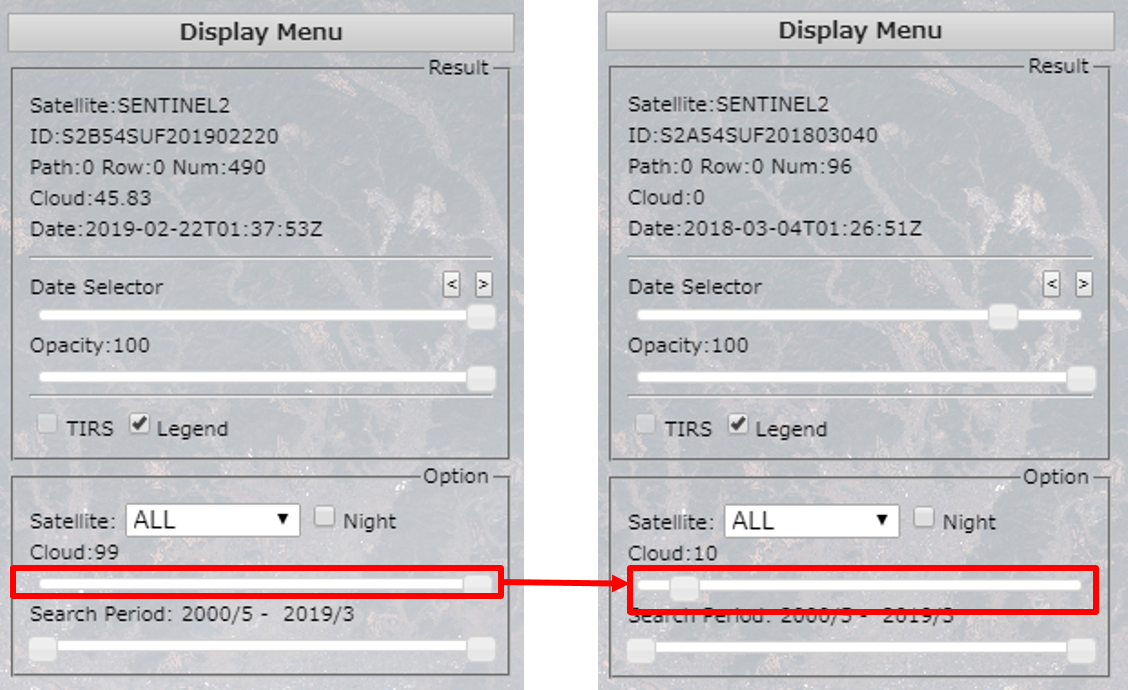 Display Menu
Result
Satellite:SENTINEL2
ID:S2B54SUF201902220
Path:0 Row:0 Num:490
Cloud:45.83
Date:2019-02-22T01:37:53Z
Date Selector
< >
Opacity:100
TIRS Legend
Option
Satellite: ALL ▼ Night
Cloud:99
Search Period: 2000/5 - 2019/3
Display Menu
Result
Satellite:SENTINEL2
ID:S2A54SUF201803040
Path:0 Row:0 Num:96
Cloud:0
Date:2018-03-04T01:26:51Z
Date Selector
< >
Opacity:100
TIRS Legend
Option
Satellite: ALL ▼ Night
Cloud:10
Search Period: 2000/5 - 2019/3